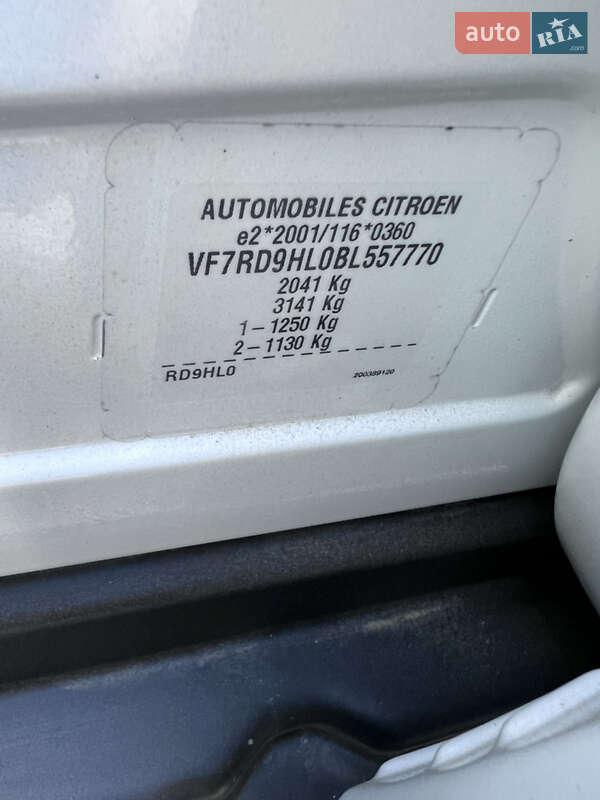 auto RIA .com
AUTOMOBILES CITROEN
e2*2001/116*0360
VF7RD9HL0BL557770
2041 Kg
3141 Kg
1-1250 Kg
2-1130 Kg
RD9HL0 200389120